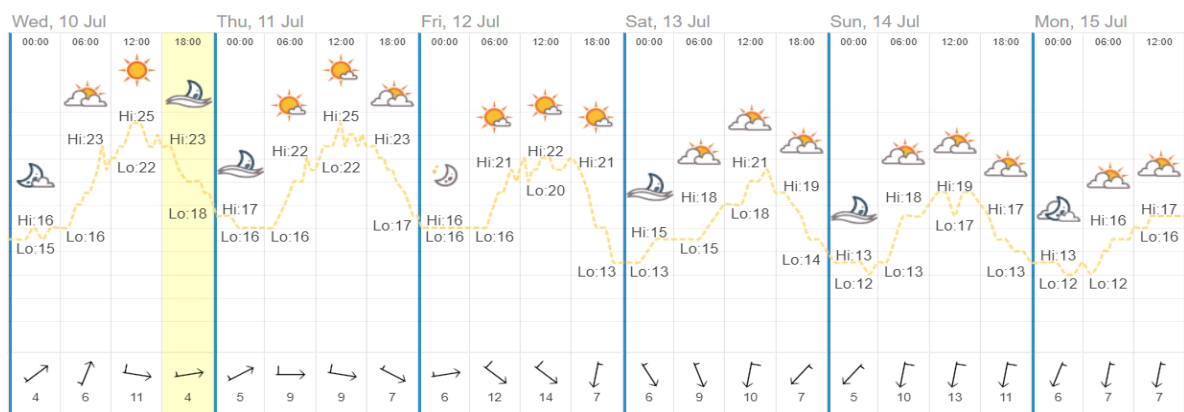 Wed, 10 Jul Thu, 11 Jul Fri, 12 Jul Sat, 13 Jul Sun, 14 Jul Mon, 15 Jul
00:00 06:00 12:00 18:00 00:00 06:00 12:00 18:00 00:00 06:00 12:00 18:00 00:00 06:00 12:00 18:00 00:00 06:00 12:00 18:00 00:00 06:00 12:00
Hi:16 Hi:23 Hi:25 Hi:23 Hi:17 Hi:22 Hi:25 Hi:23 Hi:16 Hi:21 Hi:22 Hi:21 Hi:15 Hi:18 Hi:21 Hi:19 Hi:13 Hi:18 Hi:19 Hi:17 Hi:13 Hi:16 Hi:17
Lo:15 Lo:16 Lo:22 Lo:18 Lo:16 Lo:16 Lo:22 Lo:17 Lo:16 Lo:16 Lo:20 Lo:13 Lo:13 Lo:15 Lo:18 Lo:14 Lo:12 Lo:13 Lo:17 Lo:13 Lo:12 Lo:12 Lo:16
4 6 11 4 5 9 9 7 6 12 14 7 6 9 10 7 5 10 13 11 6 7 7